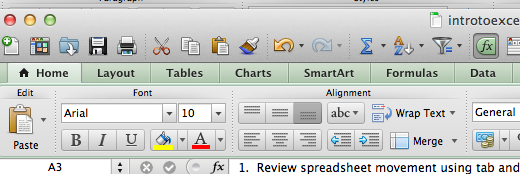 introtoexce
Home Layout Tables Charts SmartArt Formulas Data
Edit Font Alignment
Arial 10 abc Wrap Text General
Paste B I U A Merge
A3 fx 1. Review spreadsheet movement using tab and